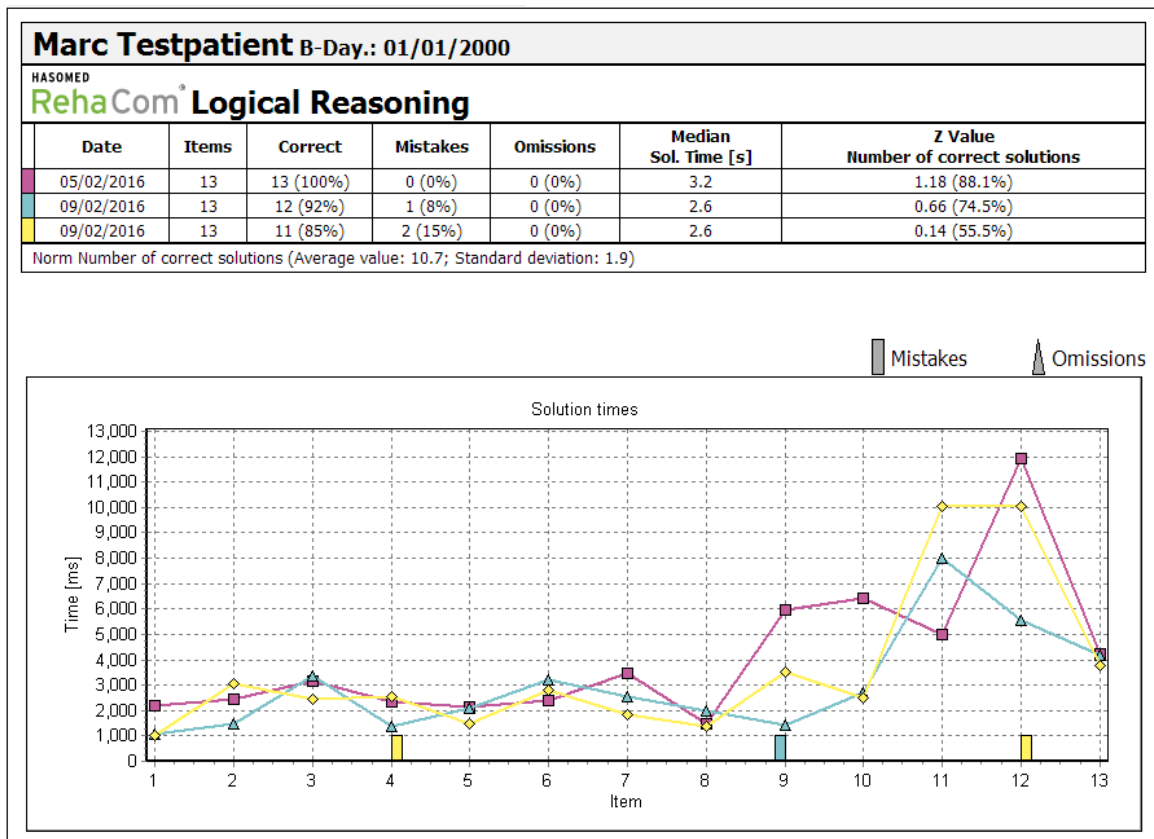 Marc Testpatient B-Day.: 01/01/2000
HASOMED
RehaCom® Logical Reasoning
Date Items Correct Mistakes Omissions Median Sol. Time [s] Z Value Number of correct solutions
05/02/2016 13 13 (100%) 0 (0%) 0 (0%) 3.2 1.18 (88.1%)
09/02/2016 13 12 (92%) 1 (8%) 0 (0%) 2.6 0.66 (74.5%)
09/02/2016 13 11 (85%) 2 (15%) 0 (0%) 2.6 0.14 (55.5%)
Norm Number of correct solutions (Average value: 10.7; Standard deviation: 1.9)
Mistakes Omissions
Solution times
13,000
12,000
11,000
10,000
9,000
8,000
7,000
6,000
5,000
4,000
3,000
2,000
1,000
0
Time [ms]
1 2 3 4 5 6 7 8 9 10 11 12 13
Item